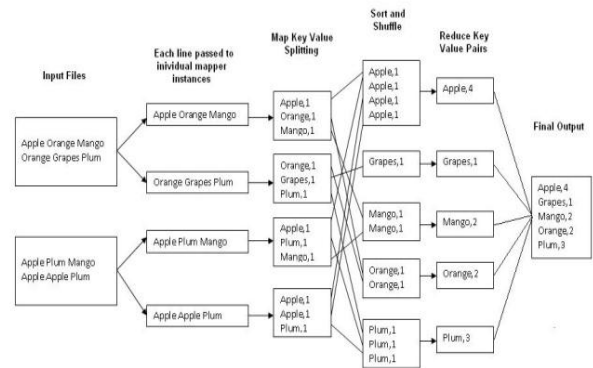 Input Files
Apple Orange Mango
Orange Grapes Plum
Apple Plum Mango
Apple Apple Plum
Each line passed to
inividual mapper
instances
Apple Orange Mango
Orange Grapes Plum
Apple Plum Mango
Apple Apple Plum
Map Key Value
Splitting
Apple,1
Orange,1
Mango,1
Orange,1
Grapes,1
Plum,1
Apple,1
Plum,1
Mango,1
Apple,1
Apple,1
Plum,1
Sort and
Shuffle
Apple,1
Apple,1
Apple,1
Apple,1
Grapes,1
Mango,1
Mango,1
Orange,1
Orange,1
Plum,1
Plum,1
Plum,1
Reduce Key
Value Pairs
Apple,4
Grapes,1
Mango,2
Orange,2
Plum,3
Final Output
Apple,4
Grapes,1
Mango,2
Orange,2
Plum,3